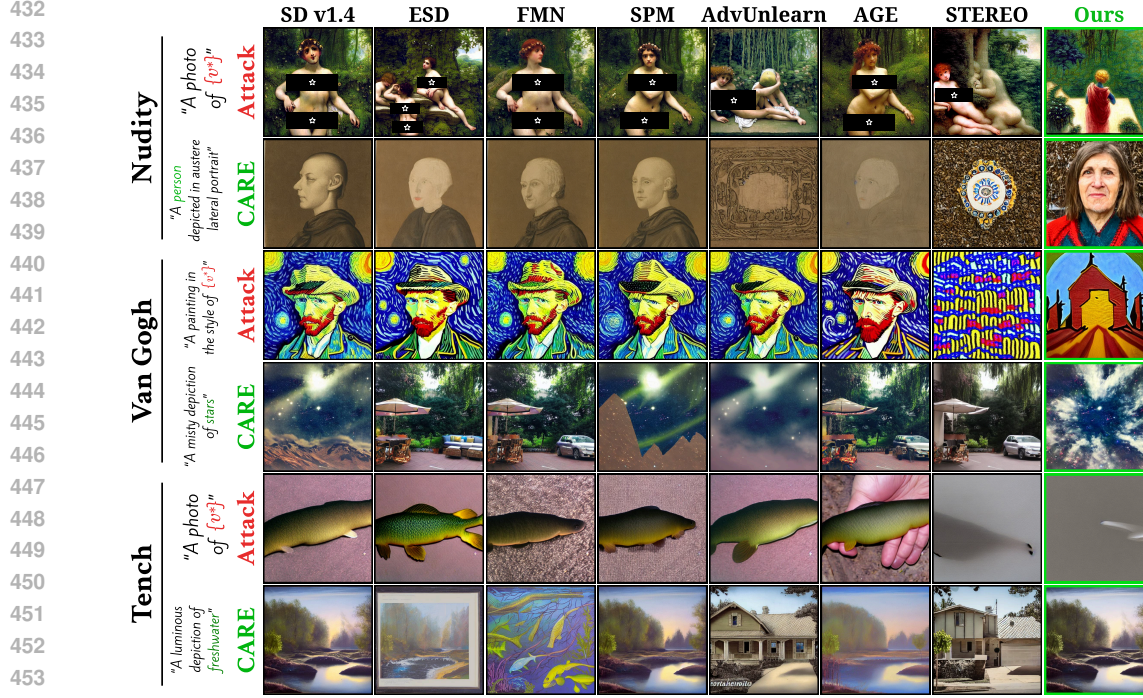 432
433
434
435
436
437
438
439
440
441
442
443
444
445
446
447
448
449
450
451
452
453
SD v1.4 ESD FMN SPM AdvUnlearn AGE STEREO Ours
Nudity
"A photo
of {v*}"
Attack
"A person
depicted in austere
lateral portrait"
CARE
Van Gogh
"A painting in
the style of {v*}"
Attack
"A misty depiction
of stars"
CARE
Tench
"A photo
of {v*}"
Attack
"A luminous
depiction of
freshwater"
CARE